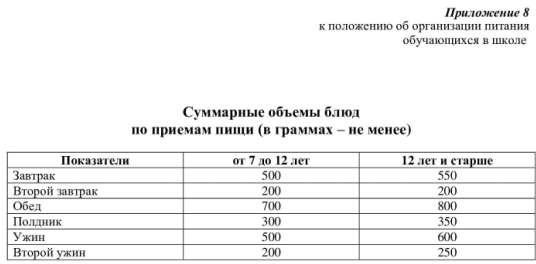 Приложение 8
к положению об организации питания
обучающихся в школе
Суммарные объемы блюд
по приемам пищи (в граммах – не менее)
Показатели от 7 до 12 лет 12 лет и старше
Завтрак 500 550
Второй завтрак 200 200
Обед 700 800
Полдник 300 350
Ужин 500 600
Второй ужин 200 250